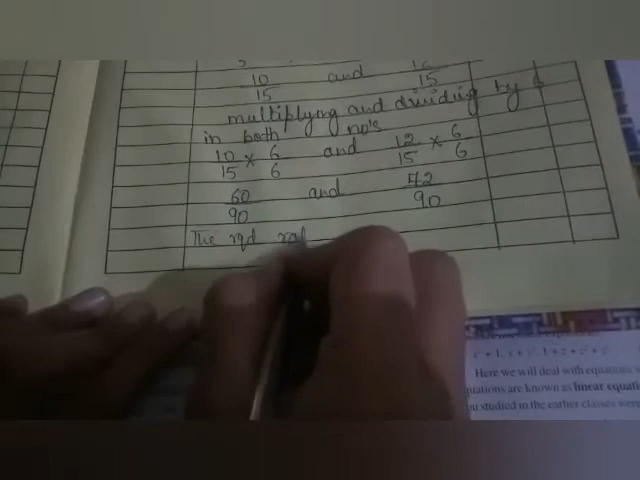 10 and 12
15 15
multiplying and dividing by 6
in both no's
10 × 6 and 12 × 6
15 6 15 6
60 and 72
90 90
The rqd
Here we will deal with equations
are known as linear
studied in the earlier classes were